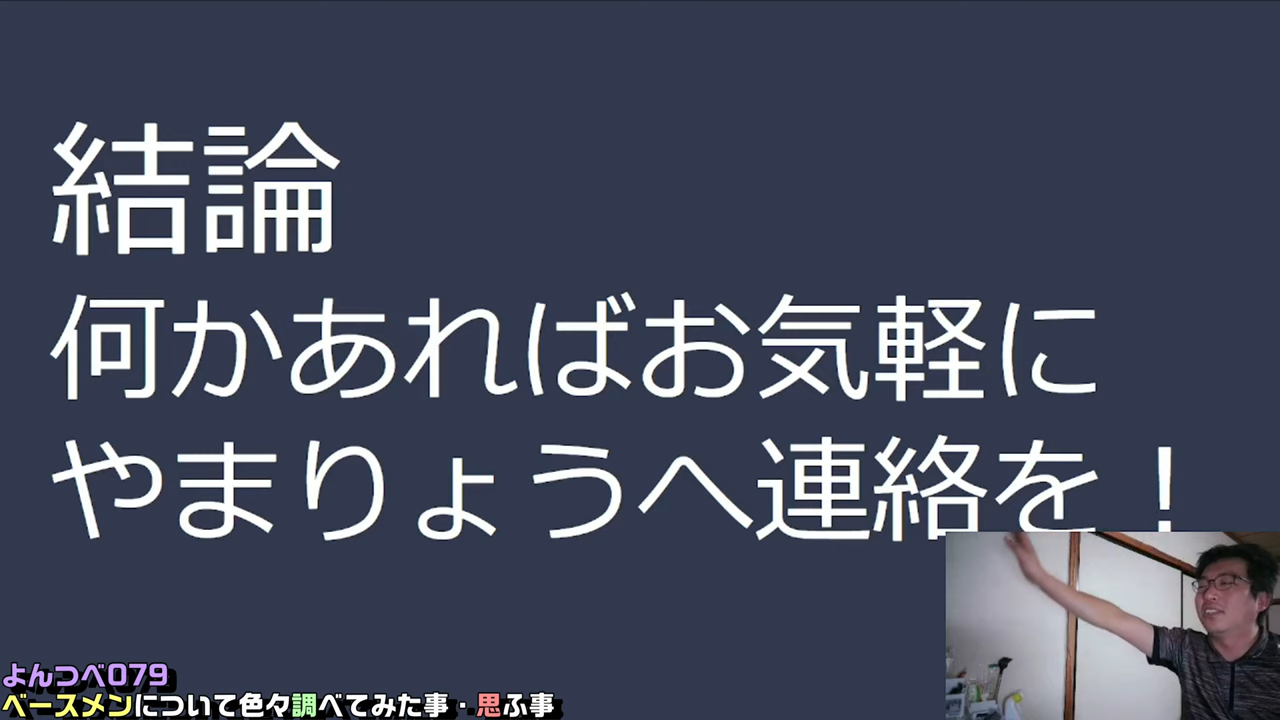 結論
何かあればお気軽に
やまりょうへ連絡を！
よんつべ079
ベースメンについて色々調べてみた事・思ふ事